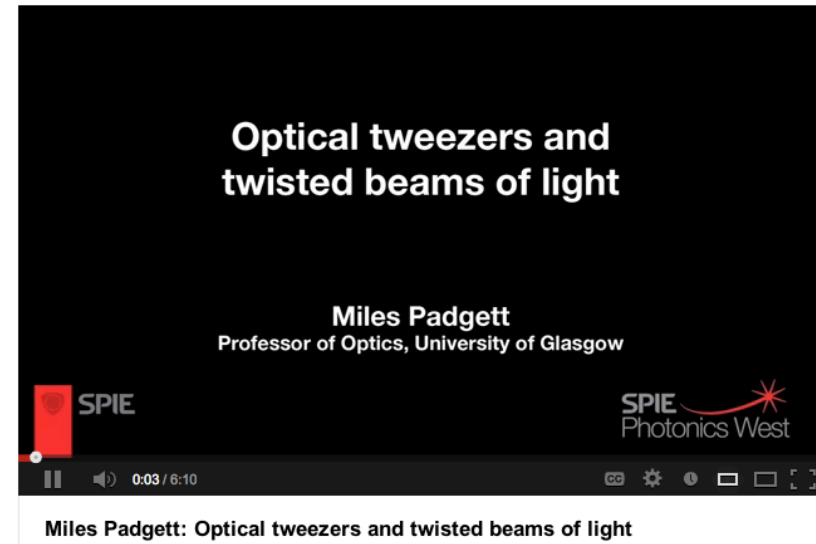 Optical tweezers and
twisted beams of light
Miles Padgett
Professor of Optics, University of Glasgow
SPIE
SPIE
Photonics West
0:03 / 6:10
CC
Miles Padgett: Optical tweezers and twisted beams of light